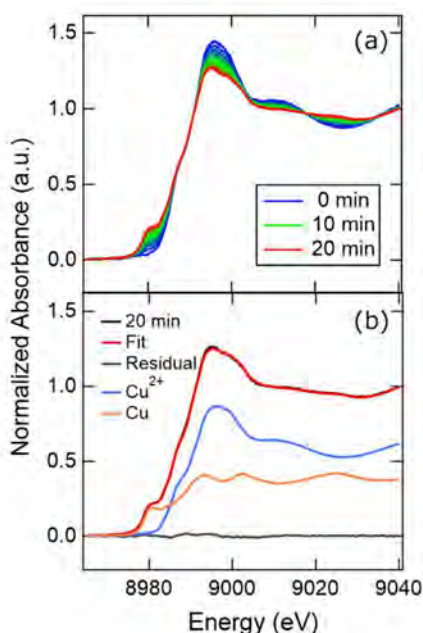 (a)
1.5
1.0
0.5
0.0
0 min
10 min
20 min
Normalized Absorbance (a.u.)
(b)
1.5
1.0
0.5
0.0
20 min
Fit
Residual
Cu²⁺
Cu
8980
9000
9020
9040
Energy (eV)